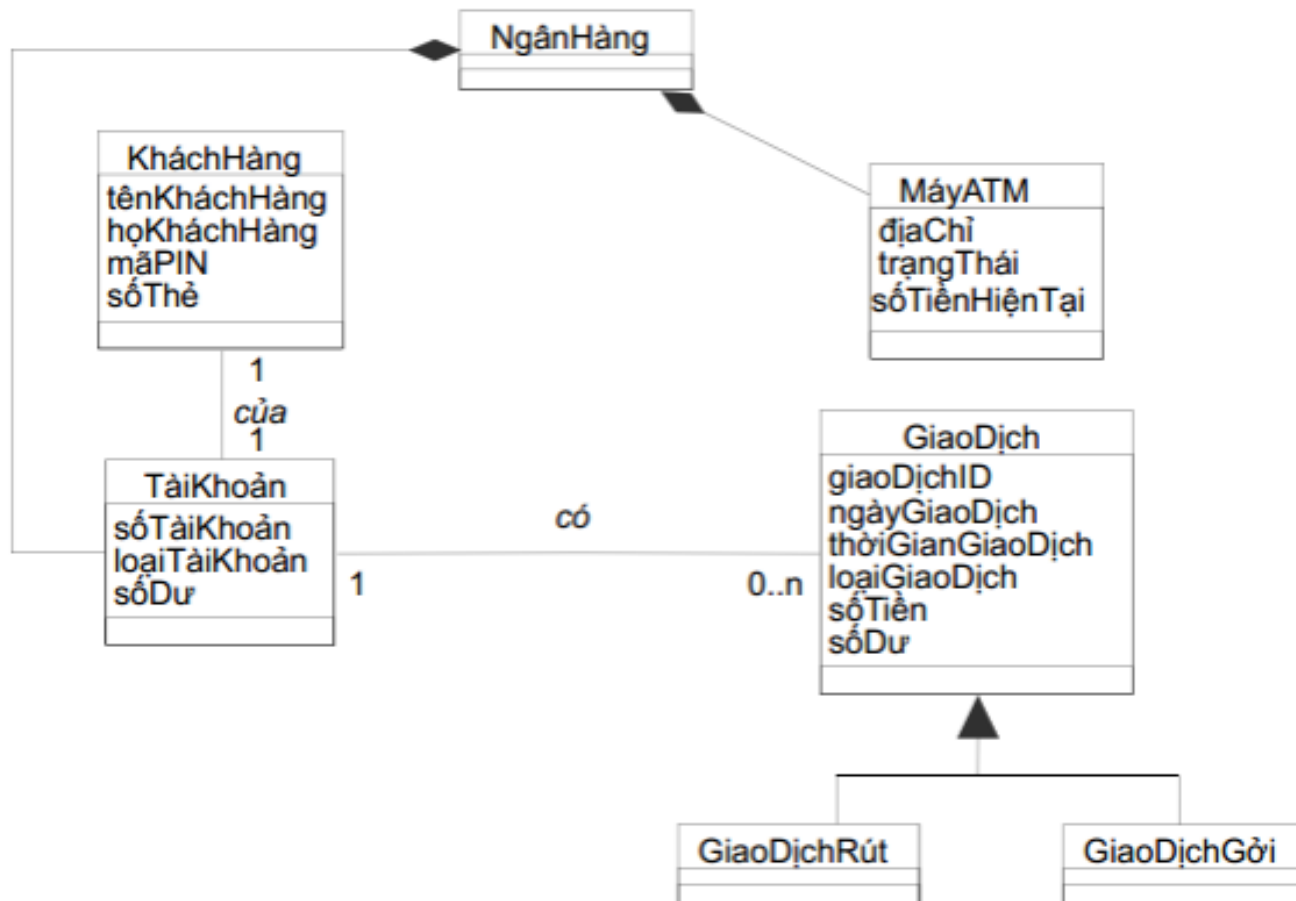 NgânHàng
KháchHàng
tênKháchHàng
họKháchHàng
mãPIN
sốThẻ
MáyATM
địaChỉ
trạngThái
sốTiềnHiệnTại
1
của
1
TàiKhoản
sốTàiKhoản
loạiTàiKhoản
sốDư
1
có
0..n
GiaoDịch
giaoDịchID
ngàyGiaoDịch
thờiGianGiaoDịch
loạiGiaoDịch
sốTiền
sốDư
GiaoDịchRút
GiaoDịchGởi